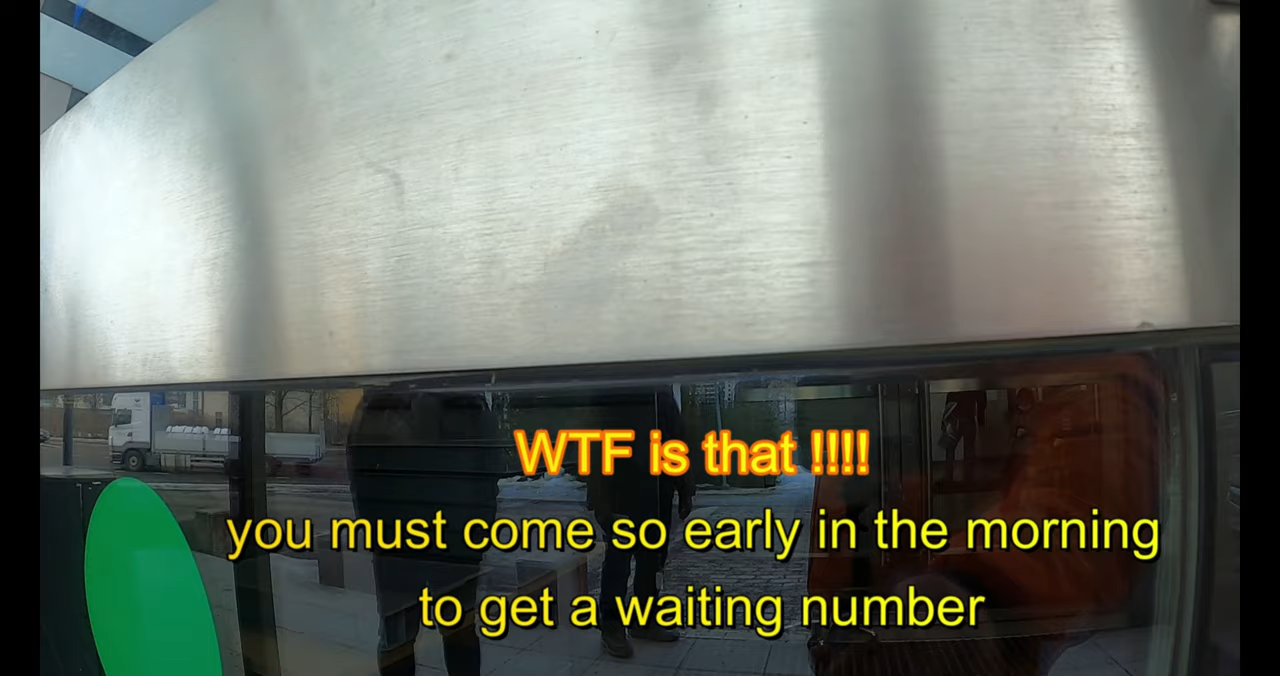 WTF is that !!!!
you must come so early in the morning
to get a waiting number